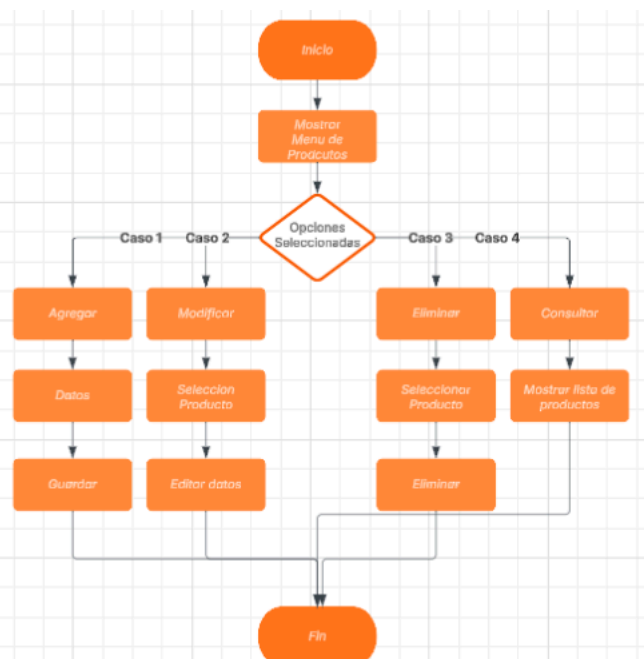 Inicio
Mostrar
Menu de
Prodcutos
Opciones
Seleccionadas
Caso 1
Caso 2
Caso 3
Caso 4
Agregar
Modificar
Eliminar
Consultar
Datos
Seleccion
Producto
Seleccionar
Producto
Mostrar lista de
productos
Guardar
Editar datos
Eliminar
Fin